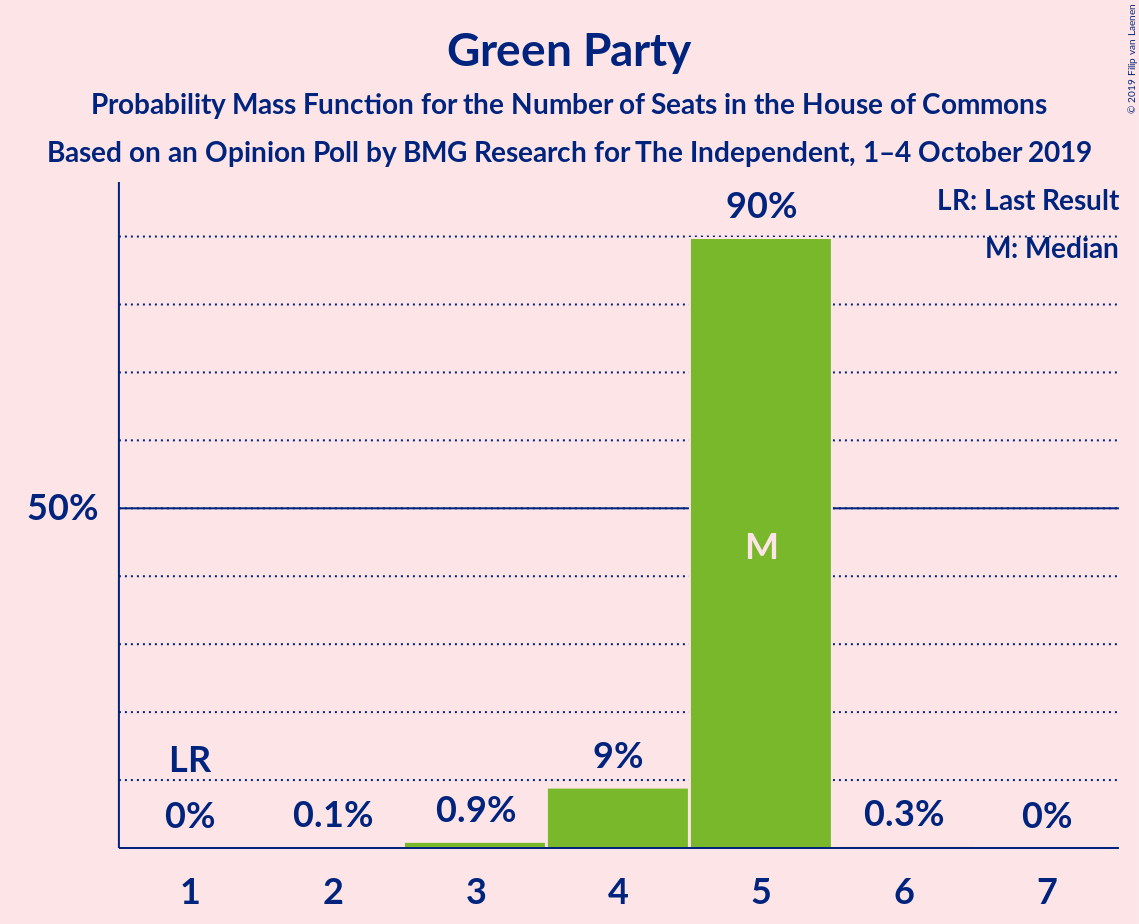 Green Party
Probability Mass Function for the Number of Seats in the House of Commons
Based on an Opinion Poll by BMG Research for The Independent, 1–4 October 2019
© 2019 Filip van Laenen
LR: Last Result
M: Median
90%
50%
M
LR
0%
0.1%
0.9%
9%
0.3%
0%
1 2 3 4 5 6 7